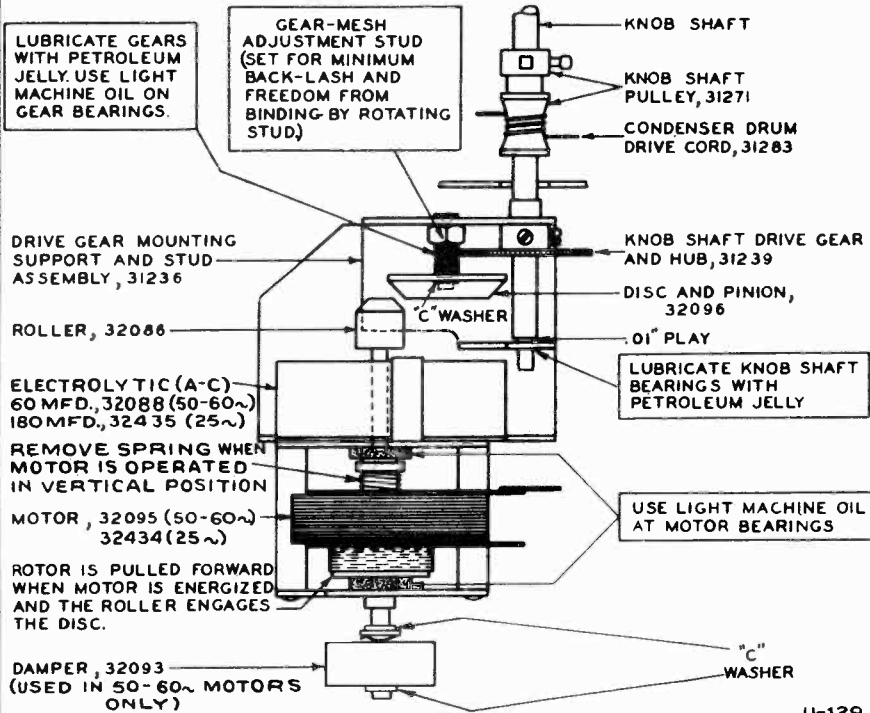 LUBRICATE GEARS
WITH PETROLEUM
JELLY. USE LIGHT
MACHINE OIL ON
GEAR BEARINGS.
GEAR-MESH
ADJUSTMENT STUD
(SET FOR MINIMUM
BACK-LASH AND
FREEDOM FROM
BINDING BY ROTATING
STUD.)
KNOB SHAFT
KNOB SHAFT
PULLEY, 31271
CONDENSER DRUM
DRIVE CORD, 31283
DRIVE GEAR MOUNTING
SUPPORT AND STUD
ASSEMBLY, 31236
KNOB SHAFT DRIVE GEAR
AND HUB, 31239
"C" WASHER
DISC AND PINION,
32096
ROLLER, 32086
.01" PLAY
LUBRICATE KNOB SHAFT
BEARINGS WITH
PETROLEUM JELLY
ELECTROLYTIC (A-C)
60 MFD., 32088 (50-60~)
180 MFD., 32435 (25~)
REMOVE SPRING WHEN
MOTOR IS OPERATED
IN VERTICAL POSITION
MOTOR, 32095 (50-60~)
32434 (25~)
USE LIGHT MACHINE OIL
AT MOTOR BEARINGS
ROTOR IS PULLED FORWARD
WHEN MOTOR IS ENERGIZED
AND THE ROLLER ENGAGES
THE DISC.
DAMPER, 32093
(USED IN 50-60~ MOTORS
ONLY)
"C"
WASHER